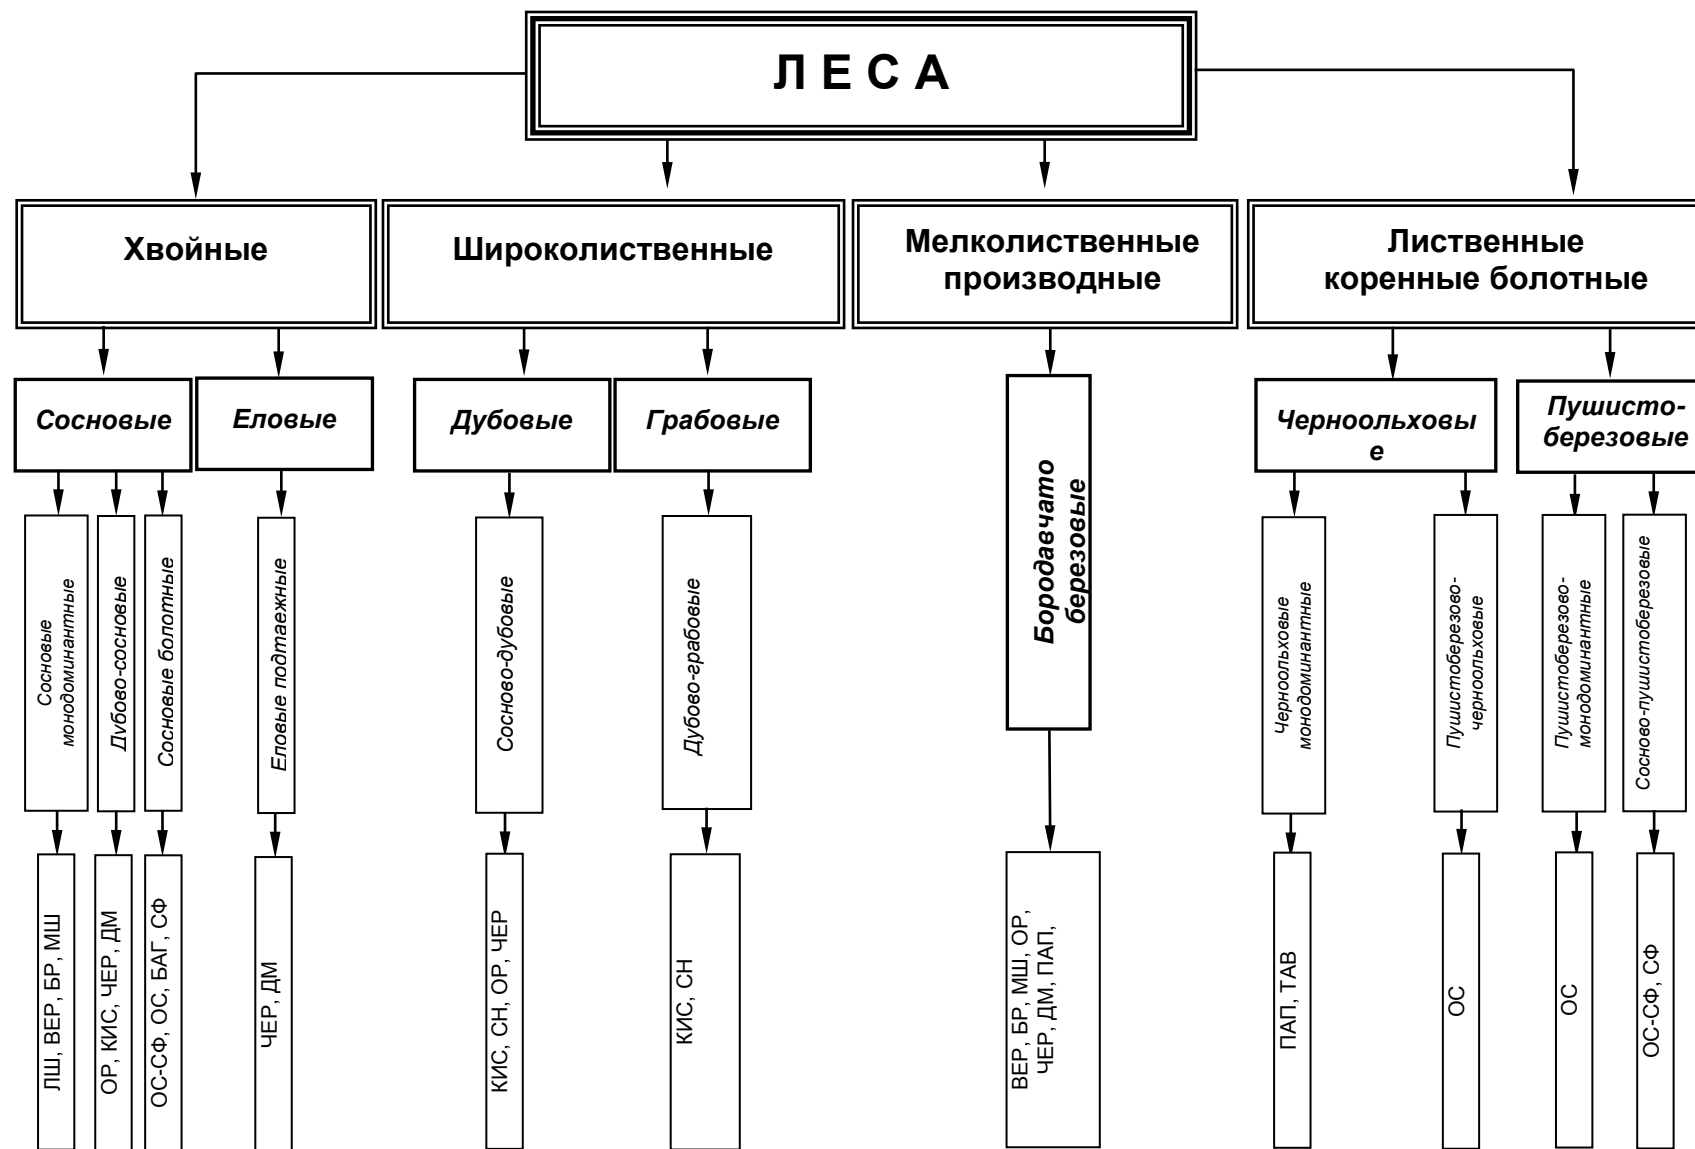 Л Е С А
Хвойные
Широколиственные
Мелколиственные
производные
Лиственные
коренные болотные
Сосновые
Еловые
Дубовые
Грабовые
Бородавчато
березовые
Черноольховы
е
Пушисто-
березовые
Сосновые
монодоминантные
Дубово-сосновые
Сосновые болотные
Еловые подтаежные
Сосново-дубовые
Дубово-грабовые
Черноольховые
монодоминантные
Пушистоберезово-
черноольховые
Пушистоберезово-
монодоминантные
Сосново-пушистоберезовые
ЛШ, ВЕР, БР, МШ
ОР, КИС, ЧЕР, ДМ
ОС-СФ, ОС, БАГ, СФ
ЧЕР, ДМ
КИС, СН, ОР, ЧЕР
КИС, СН
ВЕР, БР, МШ, ОР,
ЧЕР, ДМ, ПАП,
ПАП, ТАВ
ОС
ОС
ОС-СФ, СФ